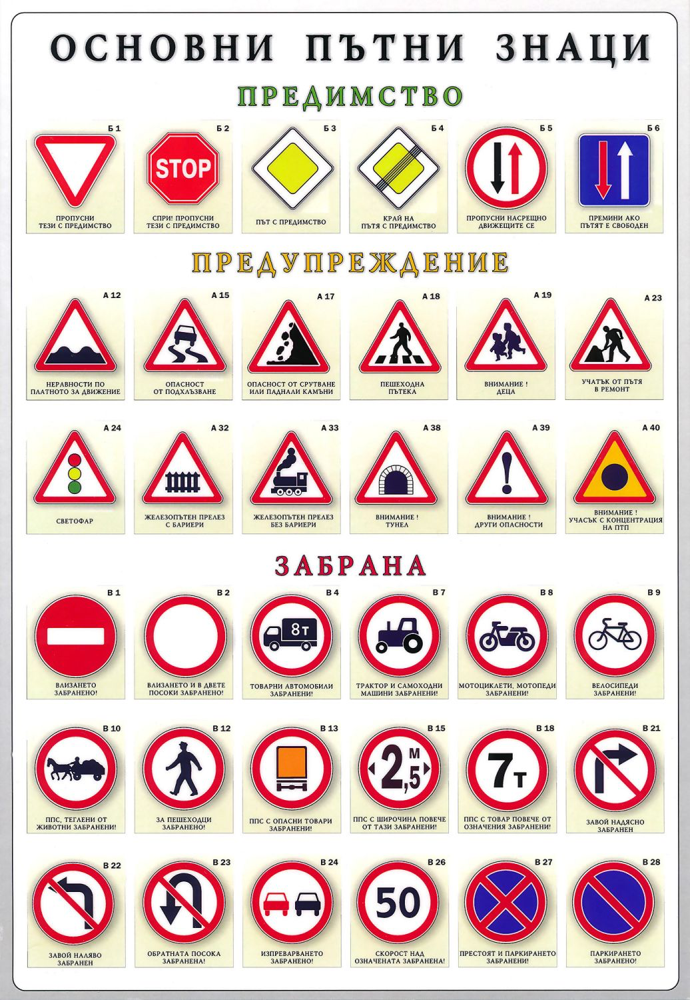 ОСНОВНИ ПЪТНИ ЗНАЦИ
ПРЕДИМСТВО
Б 1
ПРОПУСНИ
ТЕЗИ С ПРЕДИМСТВО
Б 2
STOP
СПРИ! ПРОПУСНИ
ТЕЗИ С ПРЕДИМСТВО
Б 3
ПЪТ С ПРЕДИМСТВО
Б 4
КРАЙ НА
ПЪТЯ С ПРЕДИМСТВО
Б 5
ПРОПУСНИ НАСРЕЩНО
ДВИЖЕЩИТЕ СЕ
Б 6
ПРЕМИНИ АКО
ПЪТЯТ Е СВОБОДЕН
ПРЕДУПРЕЖДЕНИЕ
А 12
НЕРАВНОСТИ ПО
ПЛАТНОТО ЗА ДВИЖЕНИЕ
А 15
ОПАСНОСТ
ОТ ПОДХЛЪЗВАНЕ
А 17
ОПАСНОСТ ОТ СРУТВАНЕ
ИЛИ ПАДНАЛИ КАМЪНИ
А 18
ПЕШЕХОДНА
ПЪТЕКА
А 19
ВНИМАНИЕ !
ДЕЦА
А 23
УЧАТЪК ОТ ПЪТЯ
В РЕМОНТ
А 24
СВЕТОФАР
А 32
ЖЕЛЕЗОПЪТЕН ПРЕЛЕЗ
С БАРИЕРИ
А 33
ЖЕЛЕЗОПЪТЕН ПРЕЛЕЗ
БЕЗ БАРИЕРИ
А 38
ВНИМАНИЕ !
ТУНЕЛ
А 39
ВНИМАНИЕ !
ДРУГИ ОПАСНОСТИ
А 40
ВНИМАНИЕ !
УЧАСЪК С КОНЦЕНТРАЦИЯ
НА ПТП
ЗАБРАНА
В 1
ВЛИЗАНЕТО
ЗАБРАНЕНО!
В 2
ВЛИЗАНЕТО И В ДВЕТЕ
ПОСОКИ ЗАБРАНЕНО!
В 4
8т
ТОВАРНИ АВТОМОБИЛИ
ЗАБРАНЕНИ!
В 7
ТРАКТОР И САМОХОДНИ
МАШИНИ ЗАБРАНЕНИ!
В 8
МОТОЦИКЛЕТИ, МОТОПЕДИ
ЗАБРАНЕНИ!
В 9
ВЕЛОСИПЕДИ
ЗАБРАНЕНИ!
В 10
ППС, ТЕГЛЕНИ ОТ
ЖИВОТНИ ЗАБРАНЕНИ!
В 12
ЗА ПЕШЕХОДЦИ
ЗАБРАНЕНО!
В 13
ППС С ОПАСНИ ТОВАРИ
ЗАБРАНЕНИ!
В 15
2,5 М
ППС С ШИРОЧИНА ПОВЕЧЕ
ОТ ТАЗИ ЗАБРАНЕНИ!
В 18
7т
ППС С ТОВАР ПОВЕЧЕ ОТ
ОЗНАЧЕНИЯ ЗАБРАНЕНИ!
В 21
ЗАВОЙ НАДЯСНО
ЗАБРАНЕН
В 22
ЗАВОЙ НАЛЯВО
ЗАБРАНЕН
В 23
ОБРАТНАТА ПОСОКА
ЗАБРАНЕНА!
В 24
ИЗПРЕВАРВАНЕТО
ЗАБРАНЕНО!
В 26
50
СКОРОСТ НАД
ОЗНАЧЕНАТА ЗАБРАНЕНА!
В 27
ПРЕСТОЯТ И ПАРКИРАНЕТО
ЗАБРАНЕНИ!
В 28
ПАРКИРАНЕТО
ЗАБРАНЕНО!